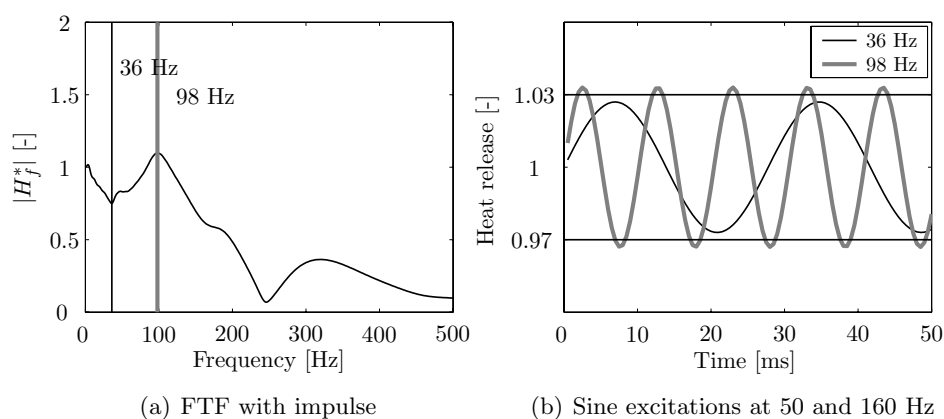 2
1.5
1
0.5
0
36 Hz
98 Hz
|H*f| [-]
0 100 200 300 400 500
Frequency [Hz]
(a) FTF with impulse
36 Hz
98 Hz
1.03
1
0.97
Heat release [-]
0 10 20 30 40 50
Time [ms]
(b) Sine excitations at 50 and 160 Hz